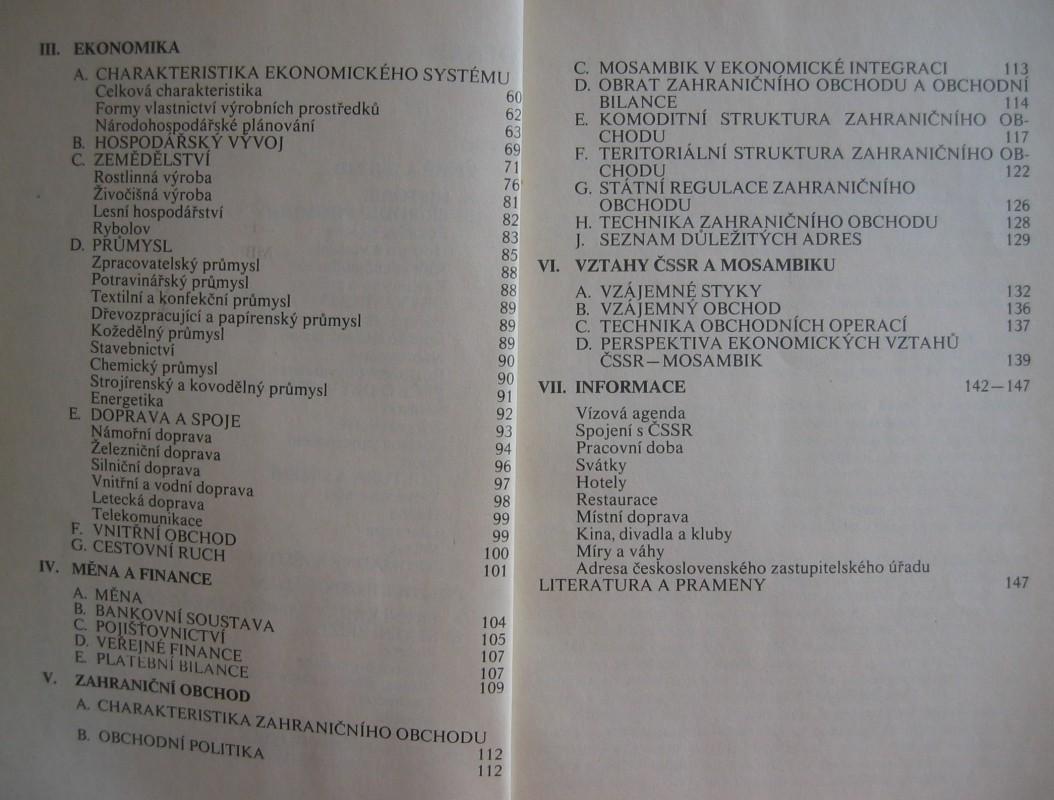 III. EKONOMIKA
A. CHARAKTERISTIKA EKONOMICKÉHO SYSTÉMU
Celková charakteristika 60
Formy vlastnictví výrobních prostředků 62
Národohospodářské plánování 63
B. HOSPODÁŘSKÝ VÝVOJ 69
C. ZEMĚDĚLSTVÍ 71
Rostlinná výroba 76
Živočišná výroba 81
Lesní hospodářství 82
Rybolov 83
D. PRŮMYSL 85
Zpracovatelský průmysl 88
Potravinářský průmysl 88
Textilní a konfekční průmysl 89
Dřevozpracující a papírenský průmysl 89
Kožedělný průmysl 89
Stavebnictví 90
Chemický průmysl 90
Strojírenský a kovodělný průmysl 91
Energetika 92
E. DOPRAVA A SPOJE 93
Námořní doprava 94
Železniční doprava 96
Silniční doprava 97
Vnitřní a vodní doprava 98
Letecká doprava 99
Telekomunikace 99
F. VNITŘNÍ OBCHOD 100
G. CESTOVNÍ RUCH 101
IV. MĚNA A FINANCE
A. MĚNA 104
B. BANKOVNÍ SOUSTAVA 105
C. POJIŠŤOVNICTVÍ 107
D. VEŘEJNÉ FINANCE 107
E. PLATEBNÍ BILANCE 109
V. ZAHRANIČNÍ OBCHOD
A. CHARAKTERISTIKA ZAHRANIČNÍHO OBCHODU 112
B. OBCHODNÍ POLITIKA 112
C. MOSAMBIK V EKONOMICKÉ INTEGRACI 113
D. OBRAT ZAHRANIČNÍHO OBCHODU A OBCHODNÍ
BILANCE 114
E. KOMODITNÍ STRUKTURA ZAHRANIČNÍHO OB-
CHODU 117
F. TERITORIÁLNÍ STRUKTURA ZAHRANIČNÍHO OB-
CHODU 122
G. STÁTNÍ REGULACE ZAHRANIČNÍHO
OBCHODU 126
H. TECHNIKA ZAHRANIČNÍHO OBCHODU 128
J. SEZNAM DŮLEŽITÝCH ADRES 129
VI. VZTAHY ČSSR A MOSAMBIKU
A. VZÁJEMNÉ STYKY 132
B. VZÁJEMNÝ OBCHOD 136
C. TECHNIKA OBCHODNÍCH OPERACÍ 137
D. PERSPEKTIVA EKONOMICKÝCH VZTAHŮ
ČSSR—MOSAMBIK 139
VII. INFORMACE 142—147
Vízová agenda
Spojení s ČSSR
Pracovní doba
Svátky
Hotely
Restaurace
Místní doprava
Kina, divadla a kluby
Míry a váhy
Adresa československého zastupitelského úřadu
LITERATURA A PRAMENY 147